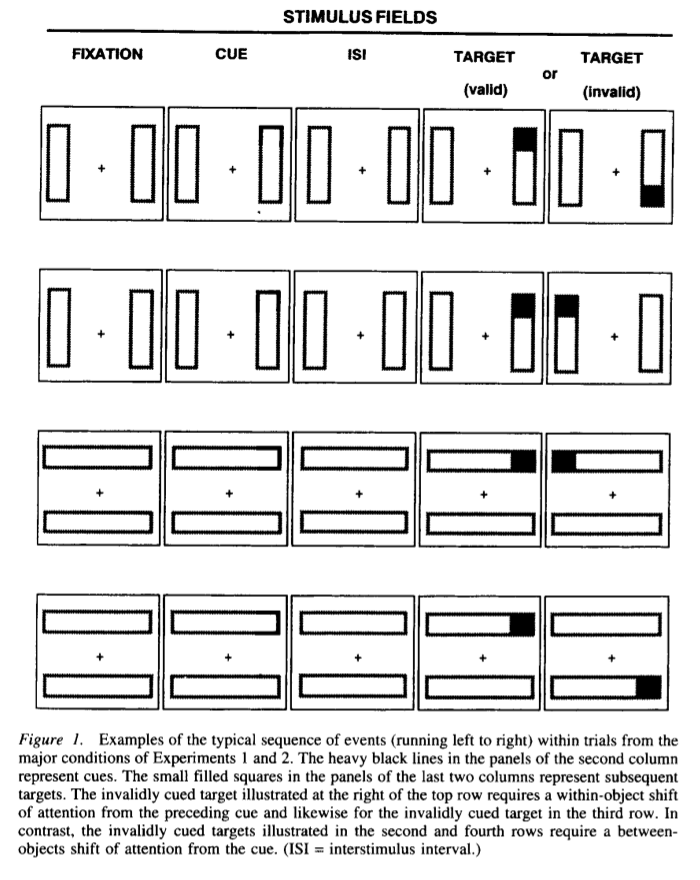 STIMULUS FIELDS
FIXATION CUE ISI TARGET or TARGET
(valid) (invalid)
Figure 1. Examples of the typical sequence of events (running left to right) within trials from the
major conditions of Experiments 1 and 2. The heavy black lines in the panels of the second column
represent cues. The small filled squares in the panels of the last two columns represent subsequent
targets. The invalidly cued target illustrated at the right of the top row requires a within-object shift
of attention from the preceding cue and likewise for the invalidly cued target in the third row. In
contrast, the invalidly cued targets illustrated in the second and fourth rows require a between-
objects shift of attention from the cue. (ISI = interstimulus interval.)